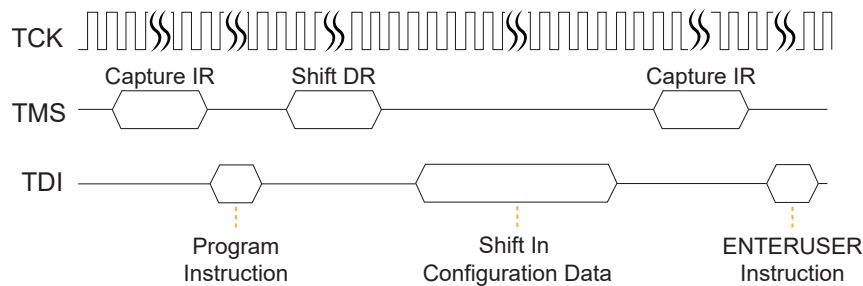 TCK
Capture IR
Shift DR
Capture IR
TMS
TDI
Program
Instruction
Shift In
Configuration Data
ENTERUSER
Instruction